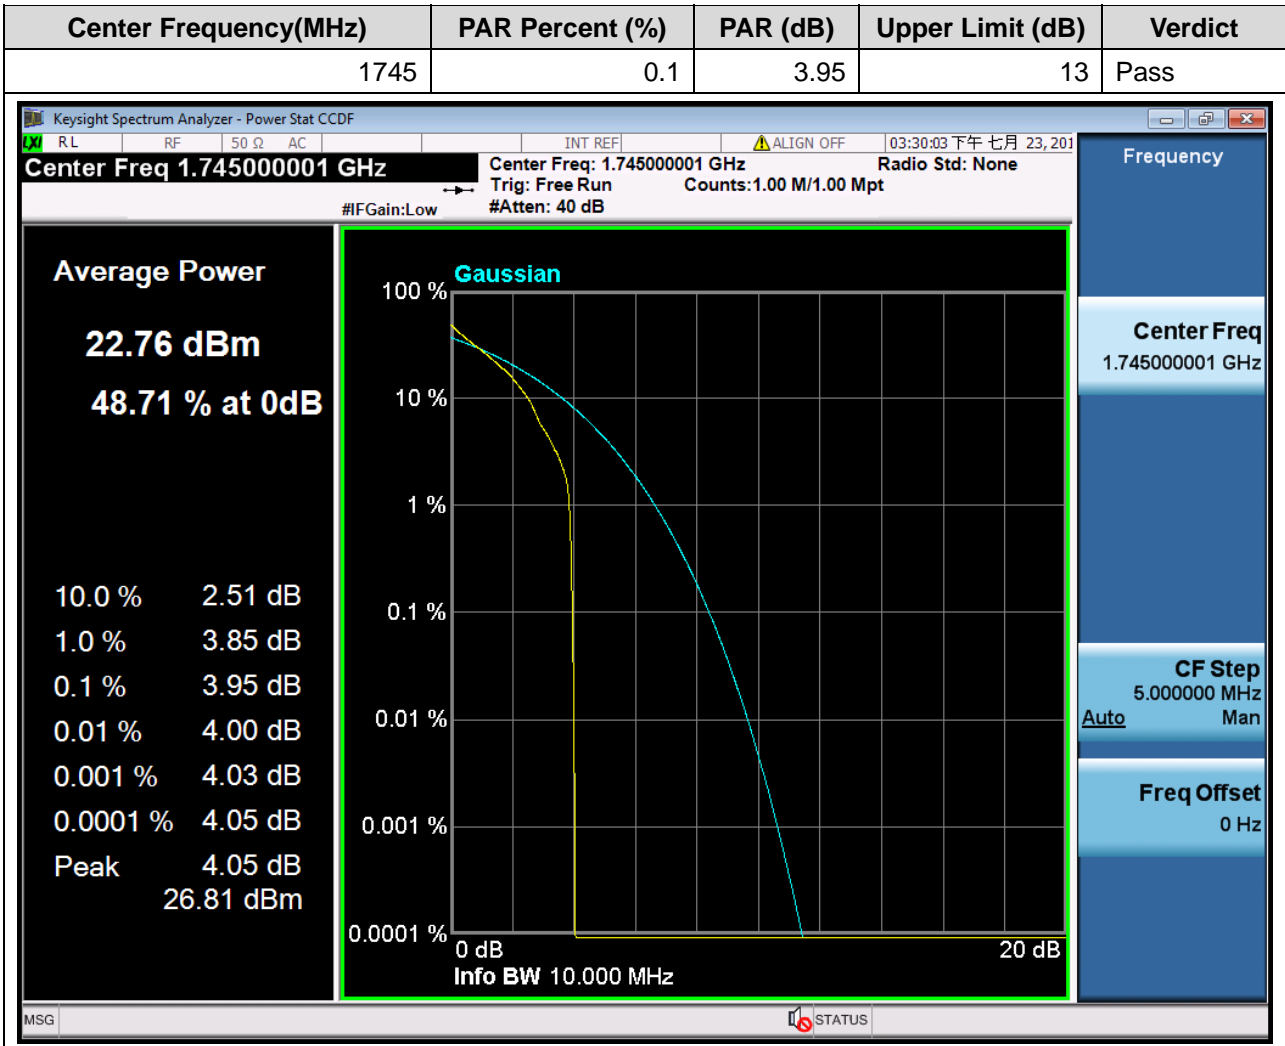 Center Frequency(MHz) PAR Percent (%) PAR (dB) Upper Limit (dB) Verdict
1745 0.1 3.95 13 Pass
Keysight Spectrum Analyzer - Power Stat CCDF
LXI RL RF 50 Ω AC INT REF ALIGN OFF 03:30:03 下午 七月 23, 201
Center Freq 1.745000001 GHz
Center Freq: 1.745000001 GHz Radio Std: None
Trig: Free Run Counts:1.00 M/1.00 Mpt
#IFGain:Low #Atten: 40 dB
Average Power
22.76 dBm
48.71 % at 0dB
10.0 % 2.51 dB
1.0 % 3.85 dB
0.1 % 3.95 dB
0.01 % 4.00 dB
0.001 % 4.03 dB
0.0001 % 4.05 dB
Peak 4.05 dB
26.81 dBm
Gaussian
100 %
10 %
1 %
0.1 %
0.01 %
0.001 %
0.0001 %
0 dB 20 dB
Info BW 10.000 MHz
Frequency
Center Freq
1.745000001 GHz
CF Step
5.000000 MHz
Auto Man
Freq Offset
0 Hz
MSG STATUS